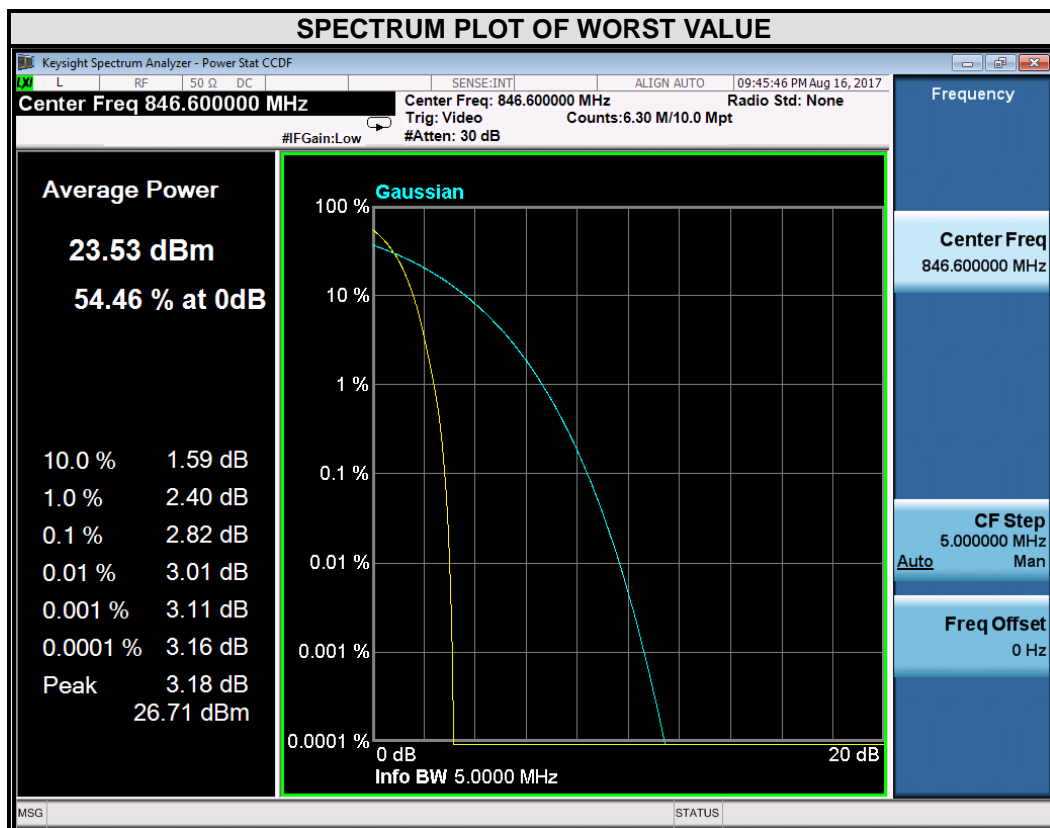 SPECTRUM PLOT OF WORST VALUE
Keysight Spectrum Analyzer - Power Stat CCDF
LXI L RF 50 Ω DC SENSE:INT ALIGN AUTO 09:45:46 PM Aug 16, 2017
Center Freq 846.600000 MHz
Center Freq: 846.600000 MHz Radio Std: None
Trig: Video Counts:6.30 M/10.0 Mpt
#IFGain:Low #Atten: 30 dB
Average Power
23.53 dBm
54.46 % at 0dB
10.0 % 1.59 dB
1.0 % 2.40 dB
0.1 % 2.82 dB
0.01 % 3.01 dB
0.001 % 3.11 dB
0.0001 % 3.16 dB
Peak 3.18 dB
26.71 dBm
Gaussian
100 %
10 %
1 %
0.1 %
0.01 %
0.001 %
0.0001 %
0 dB 20 dB
Info BW 5.0000 MHz
Frequency
Center Freq
846.600000 MHz
CF Step
5.000000 MHz
Auto Man
Freq Offset
0 Hz
MSG STATUS